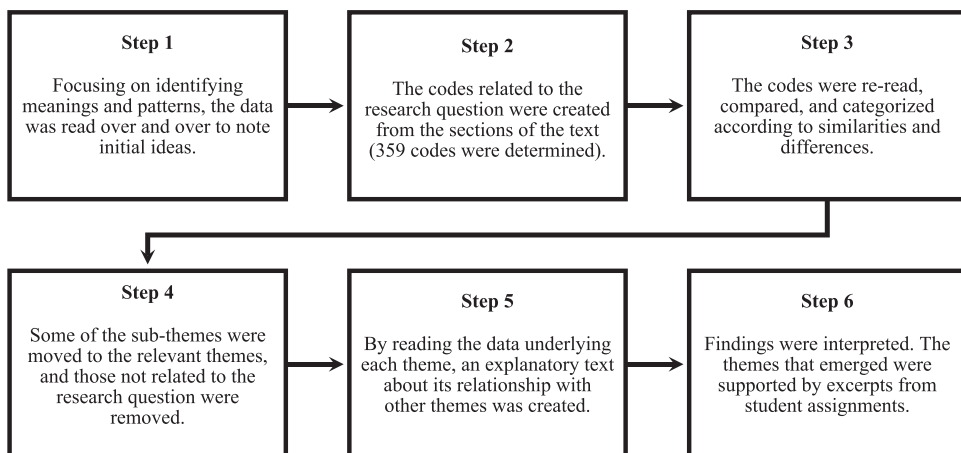 Step 1
Focusing on identifying
meanings and patterns, the data
was read over and over to note
initial ideas.
Step 2
The codes related to the
research question were created
from the sections of the text
(359 codes were determined).
Step 3
The codes were re-read,
compared, and categorized
according to similarities and
differences.
Step 4
Some of the sub-themes were
moved to the relevant themes,
and those not related to the
research question were
removed.
Step 5
By reading the data underlying
each theme, an explanatory text
about its relationship with
other themes was created.
Step 6
Findings were interpreted. The
themes that emerged were
supported by excerpts from
student assignments.